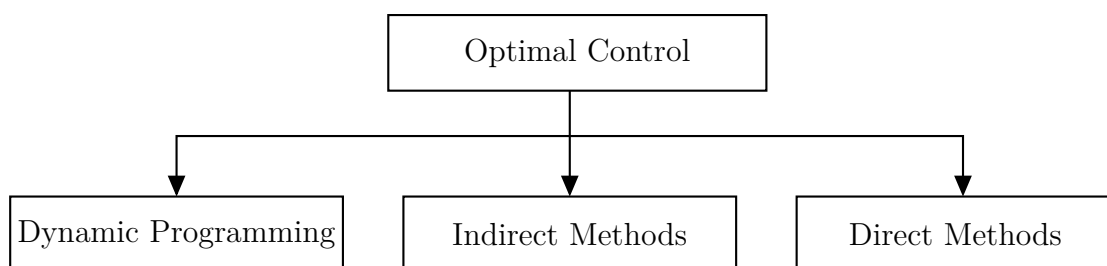 Optimal Control
Dynamic Programming
Indirect Methods
Direct Methods